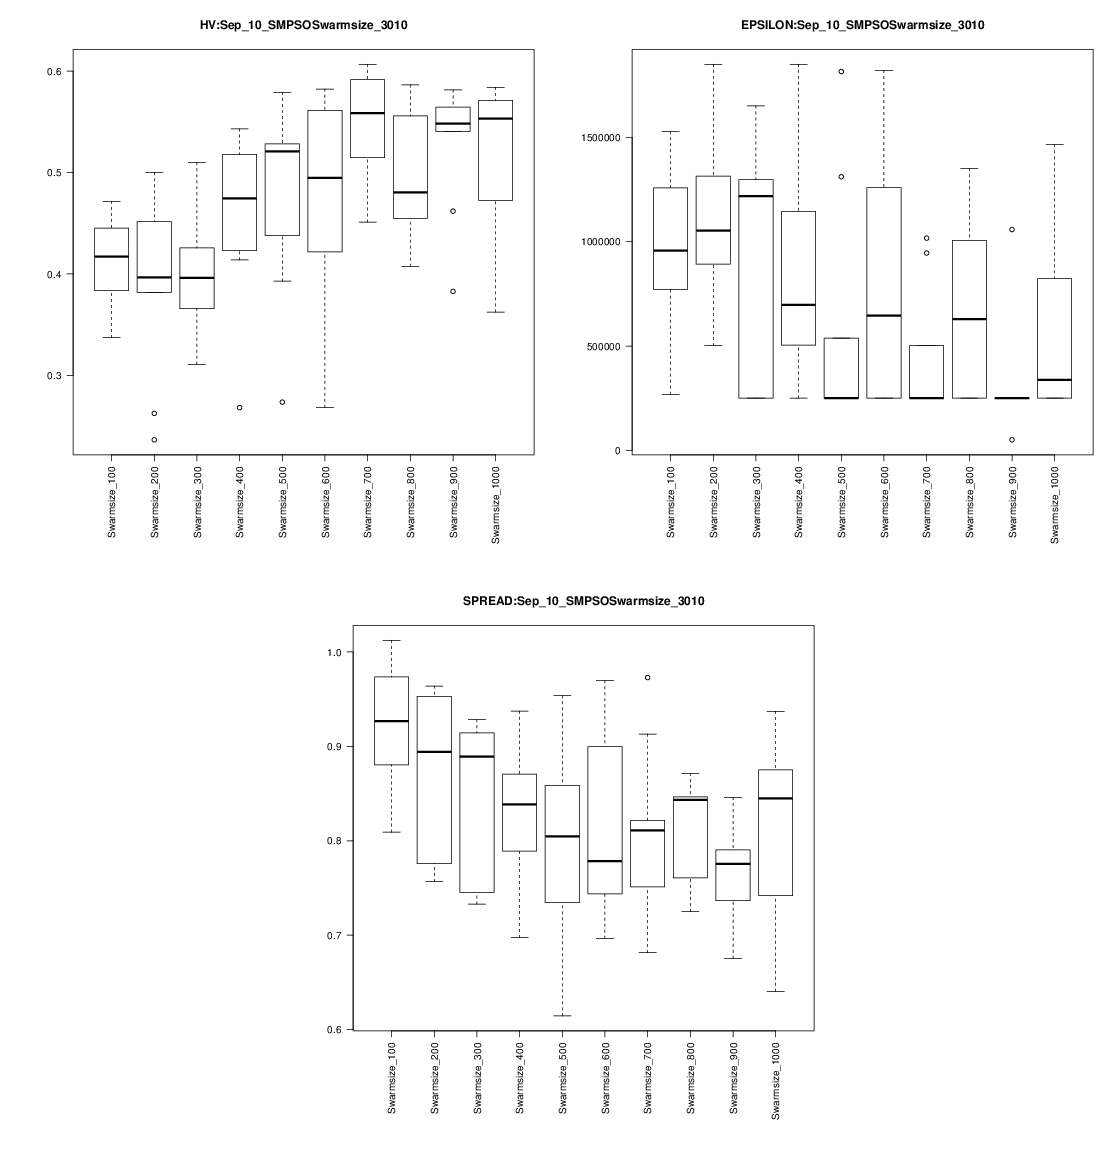 HV:Sep_10_SMPSOSwarmsize_3010
0.6
0.5
0.4
0.3
Swarmsize_100
Swarmsize_200
Swarmsize_300
Swarmsize_400
Swarmsize_500
Swarmsize_600
Swarmsize_700
Swarmsize_800
Swarmsize_900
Swarmsize_1000
EPSILON:Sep_10_SMPSOSwarmsize_3010
1500000
1000000
500000
0
Swarmsize_100
Swarmsize_200
Swarmsize_300
Swarmsize_400
Swarmsize_500
Swarmsize_600
Swarmsize_700
Swarmsize_800
Swarmsize_900
Swarmsize_1000
SPREAD:Sep_10_SMPSOSwarmsize_3010
1.0
0.9
0.8
0.7
0.6
Swarmsize_100
Swarmsize_200
Swarmsize_300
Swarmsize_400
Swarmsize_500
Swarmsize_600
Swarmsize_700
Swarmsize_800
Swarmsize_900
Swarmsize_1000